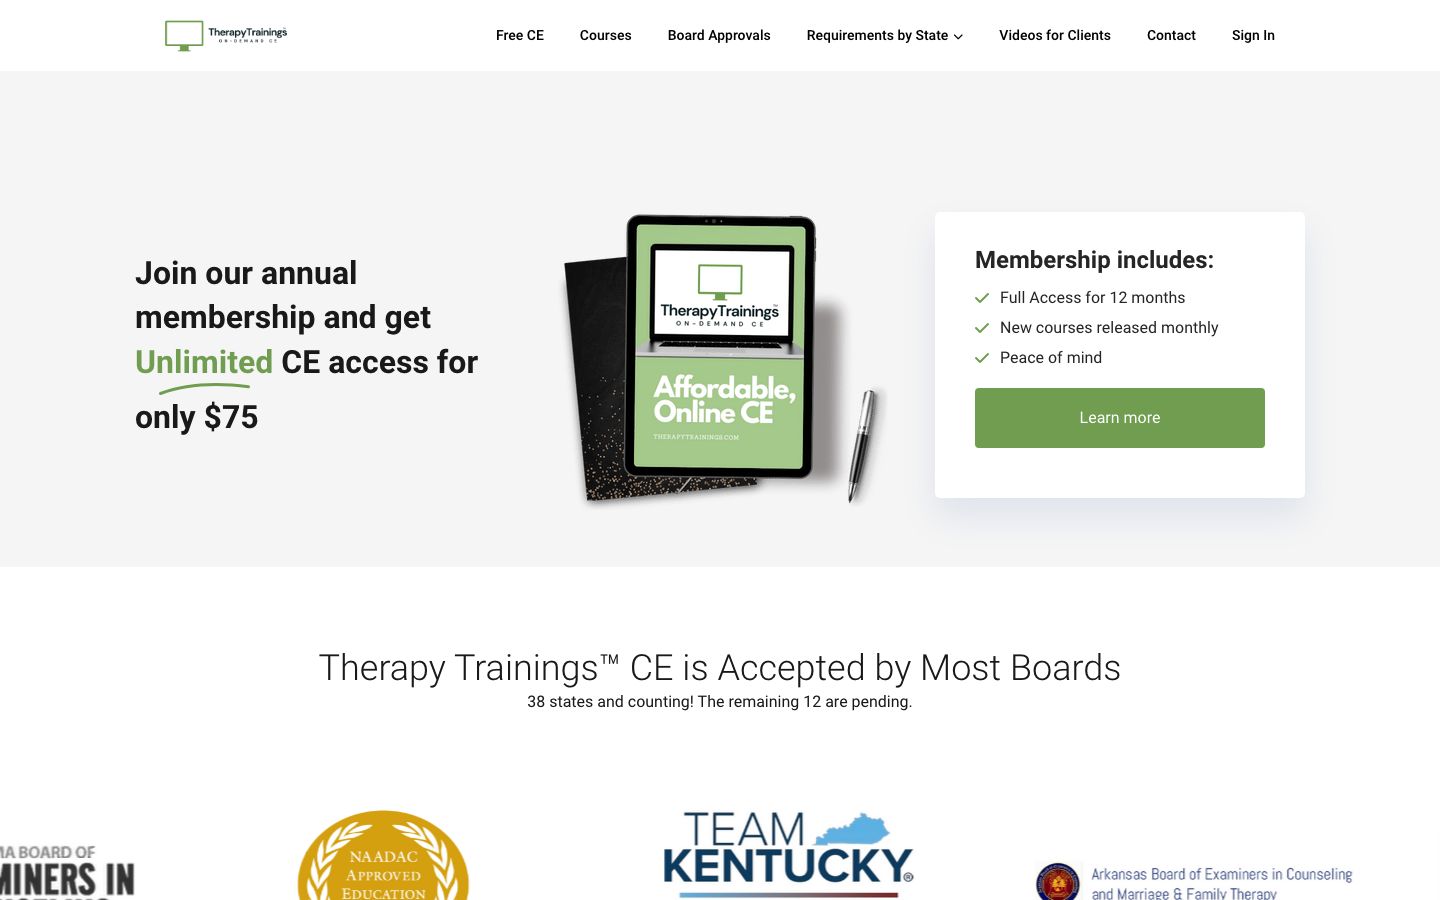 TherapyTrainings
ON-DEMAND CE
Free CE
Courses
Board Approvals
Requirements by State
Videos for Clients
Contact
Sign In
Join our annual
membership and get
Unlimited CE access for
only $75
TherapyTrainings™
ON-DEMAND CE
Affordable,
Online CE
THERAPYTRAININGS.COM
Membership includes:
Full Access for 12 months
New courses released monthly
Peace of mind
Learn more
Therapy Trainings™ CE is Accepted by Most Boards
38 states and counting! The remaining 12 are pending.
MA BOARD OF
MINERS IN
NAADAC
APPROVED
EDUCATION
TEAM
KENTUCKY®
Arkansas Board of Examiners in Counseling
and Marriage & Family Therapy